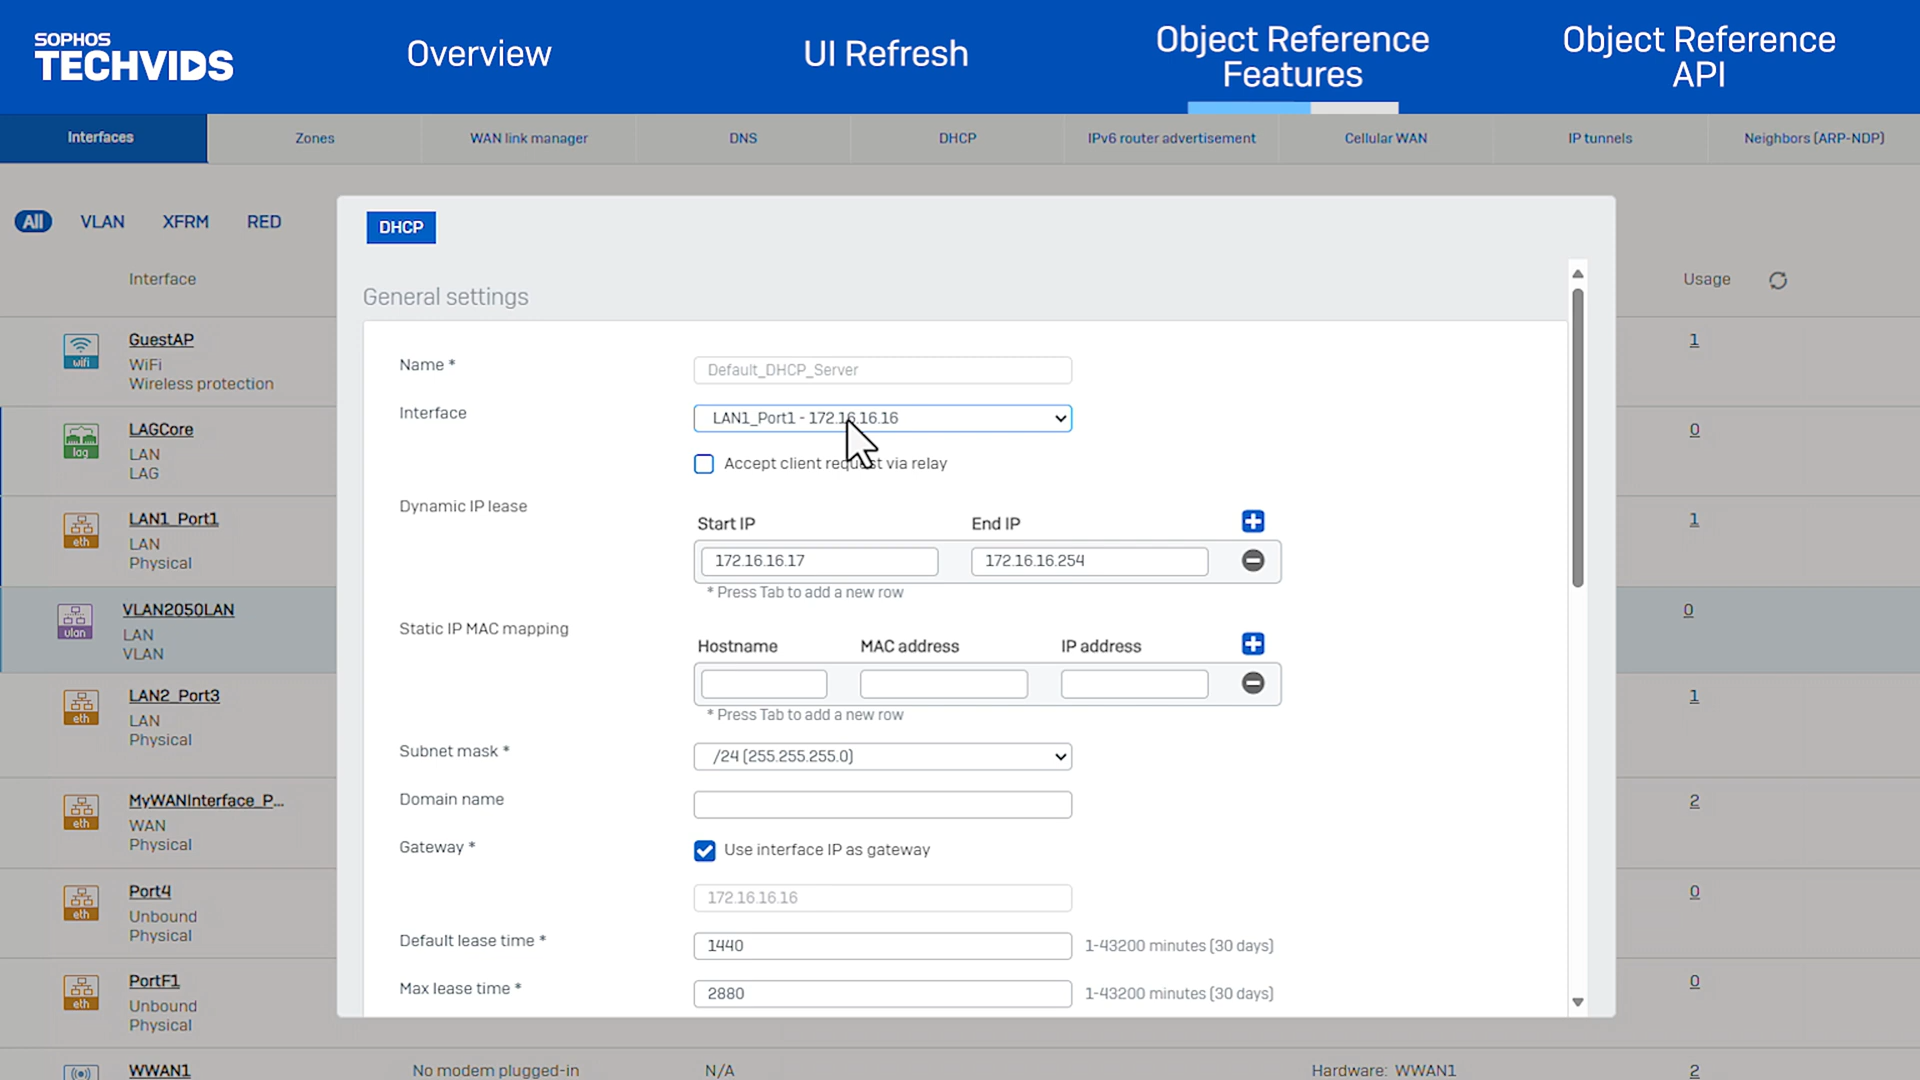 SOPHOS
TECHVIDS
Overview
UI Refresh
Object Reference
Features
Object Reference
API
Interfaces
Zones
WAN link manager
DNS
DHCP
IPv6 router advertisement
Cellular WAN
IP tunnels
Neighbors (ARP-NDP)
All
VLAN
XFRM
RED
Interface
Usage
wifi
GuestAP
WiFi
Wireless protection
1
lag
LAGCore
LAN
LAG
0
eth
LAN1_Port1
LAN
Physical
1
vlan
VLAN2050LAN
LAN
VLAN
0
eth
LAN2_Port3
LAN
Physical
1
eth
MyWANInterface_P...
WAN
Physical
2
eth
Port4
Unbound
Physical
0
eth
PortF1
Unbound
Physical
0
WWAN1
No modem plugged-in
N/A
Hardware: WWAN1
2
DHCP
General settings
Name *
Default_DHCP_Server
Interface
LAN1_Port1 - 172.16.16.16
Accept client request via relay
Dynamic IP lease
Start IP
End IP
172.16.16.17
172.16.16.254
* Press Tab to add a new row
Static IP MAC mapping
Hostname
MAC address
IP address
* Press Tab to add a new row
Subnet mask *
/24 (255.255.255.0)
Domain name
Gateway *
Use interface IP as gateway
172.16.16.16
Default lease time *
1440
1-43200 minutes (30 days)
Max lease time *
2880
1-43200 minutes (30 days)